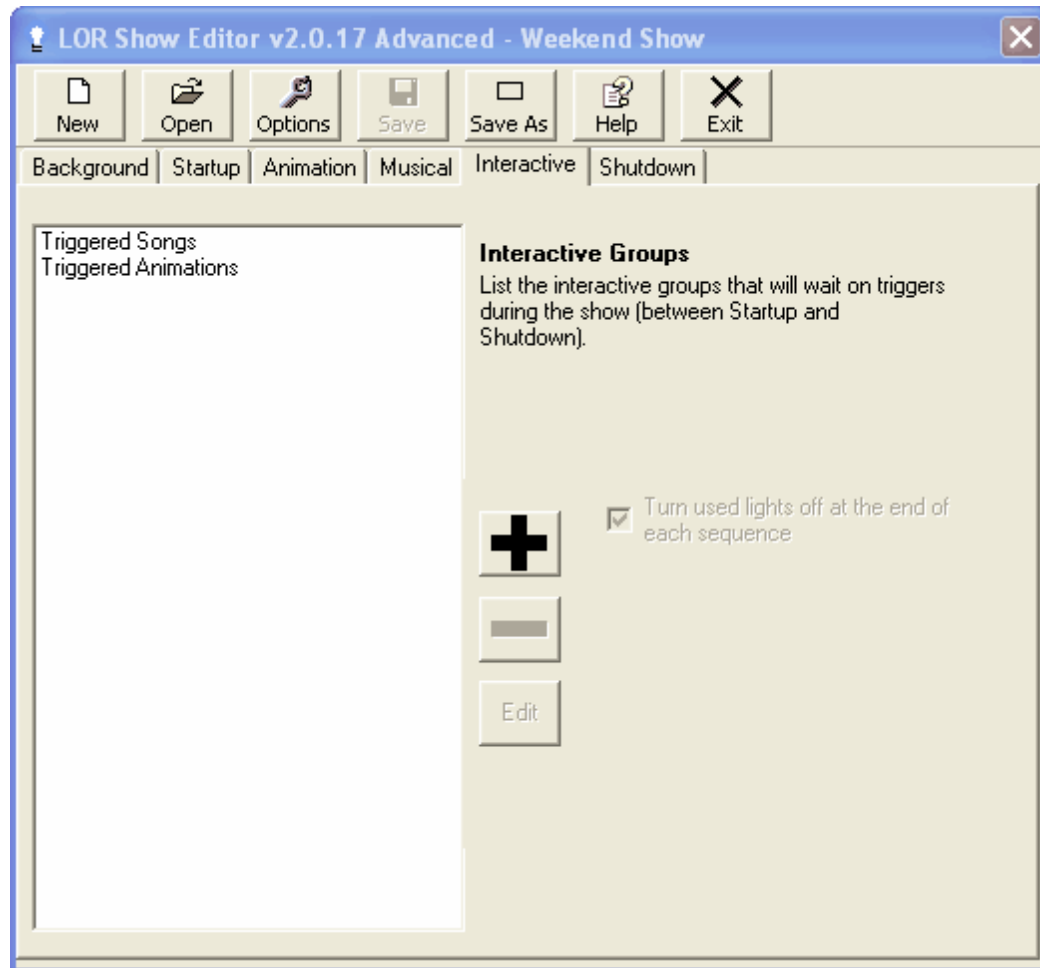 LOR Show Editor v2.0.17 Advanced - Weekend Show
New Open Options Save Save As Help Exit
Background Startup Animation Musical Interactive Shutdown
Triggered Songs
Triggered Animations
Interactive Groups
List the interactive groups that will wait on triggers
during the show (between Startup and
Shutdown).
Turn used lights off at the end of
each sequence
Edit